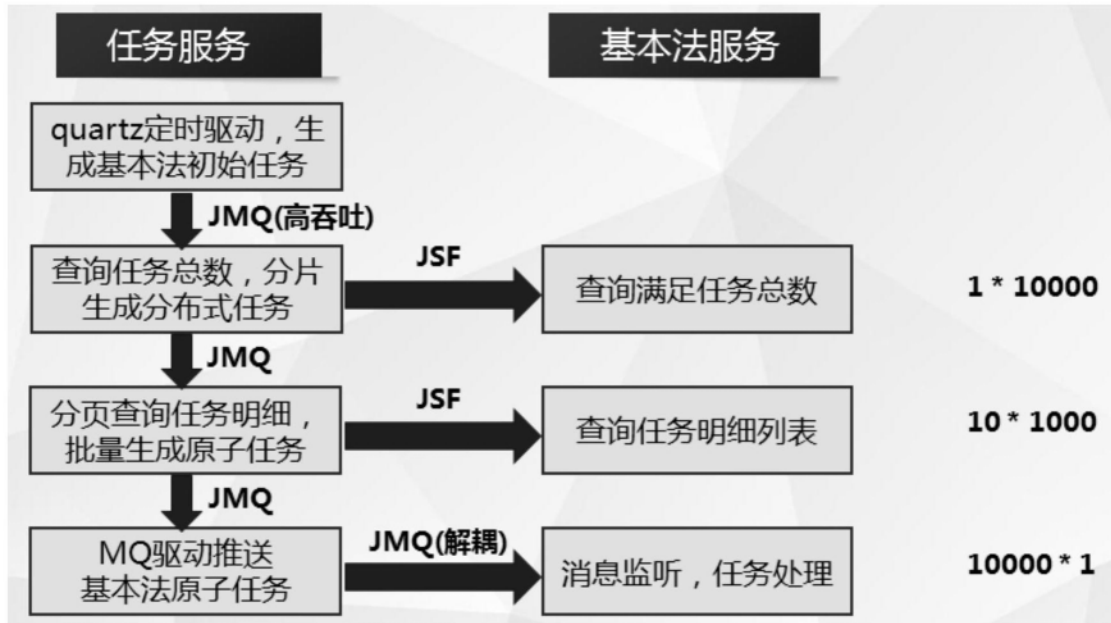 任务服务
基本法服务
quartz定时驱动，生
成基本法初始任务
JMQ(高吞吐)
查询任务总数，分片
生成分布式任务
JSF
查询满足任务总数
1 * 10000
JMQ
分页查询任务明细，
批量生成原子任务
JSF
查询任务明细列表
10 * 1000
JMQ
MQ驱动推送
基本法原子任务
JMQ(解耦)
消息监听，任务处理
10000 * 1